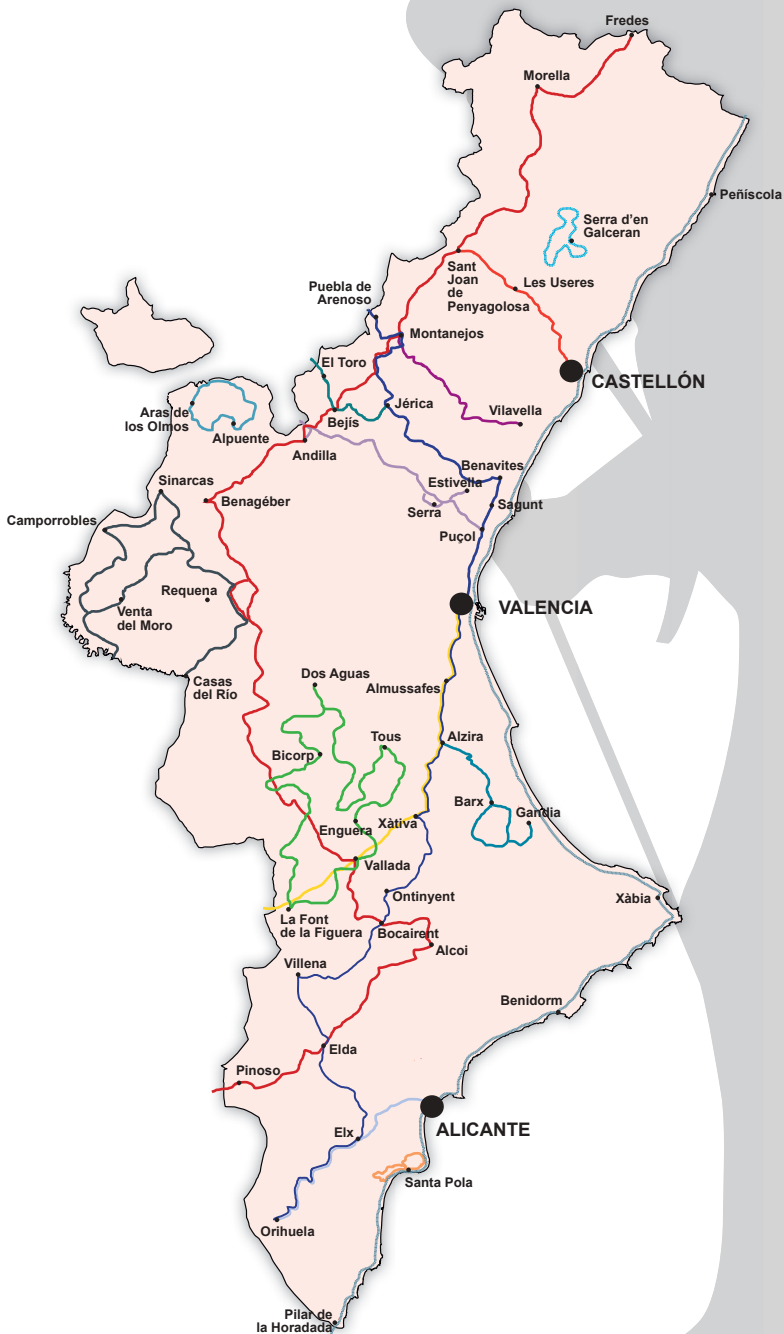 Fredes
Morella
Peñíscola
Serra d'en
Galceran
Sant
Joan
de
Penyagolosa
Les Useres
Puebla de
Arenoso
Montanejos
El Toro
CASTELLÓN
Aras de
los Olmos
Alpuente
Bejís
Jérica
Vilavella
Andilla
Benavites
Estivella
Sinarcas
Benagéber
Serra
Sagunt
Camporrobles
Puçol
Requena
Venta
del Moro
VALENCIA
Casas
del Río
Dos Aguas
Almussafes
Tous
Alzira
Bicorp
Barx
Gandia
Enguera
Xàtiva
Vallada
Ontinyent
Xàbia
La Font
de la Figuera
Bocairent
Alcoi
Villena
Benidorm
Elda
Pinoso
Elx
ALICANTE
Santa Pola
Orihuela
Pilar de
la Horadada